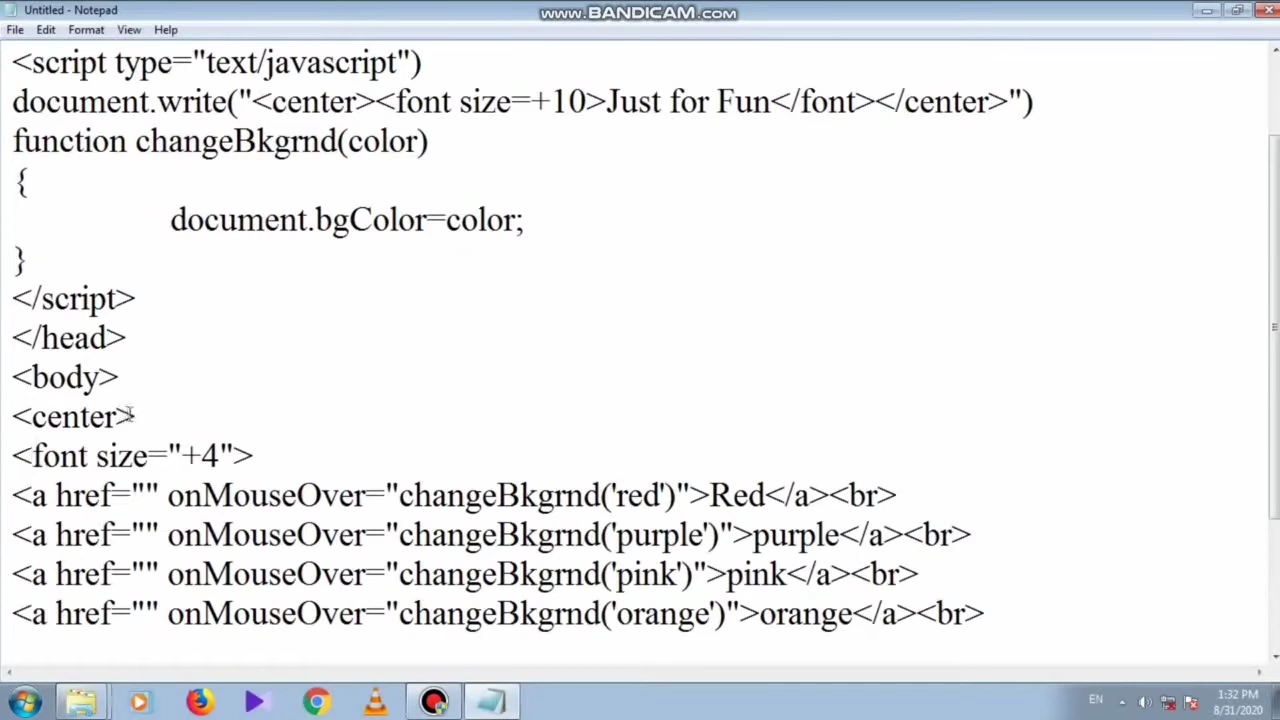 Untitled - Notepad
www.BANDICAM.com
File Edit Format View Help
<script type="text/javascript")
document.write("<center><font size=+10>Just for Fun</font></center>")
function changeBkgrnd(color)
{
document.bgColor=color;
}
</script>
</head>
<body>
<center>
<font size="+4">
<a href="" onMouseOver="changeBkgrnd('red')">Red</a><br>
<a href="" onMouseOver="changeBkgrnd('purple')">purple</a><br>
<a href="" onMouseOver="changeBkgrnd('pink')">pink</a><br>
<a href="" onMouseOver="changeBkgrnd('orange')">orange</a><br>
EN
1:32 PM
8/31/2020